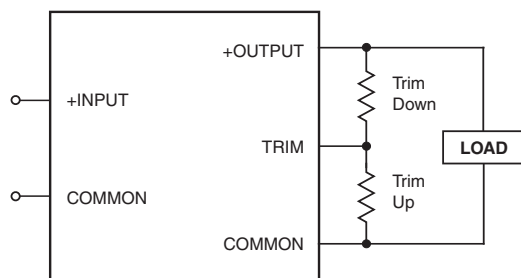 +OUTPUT
Trim
Down
+INPUT
TRIM
LOAD
Trim
Up
COMMON
COMMON